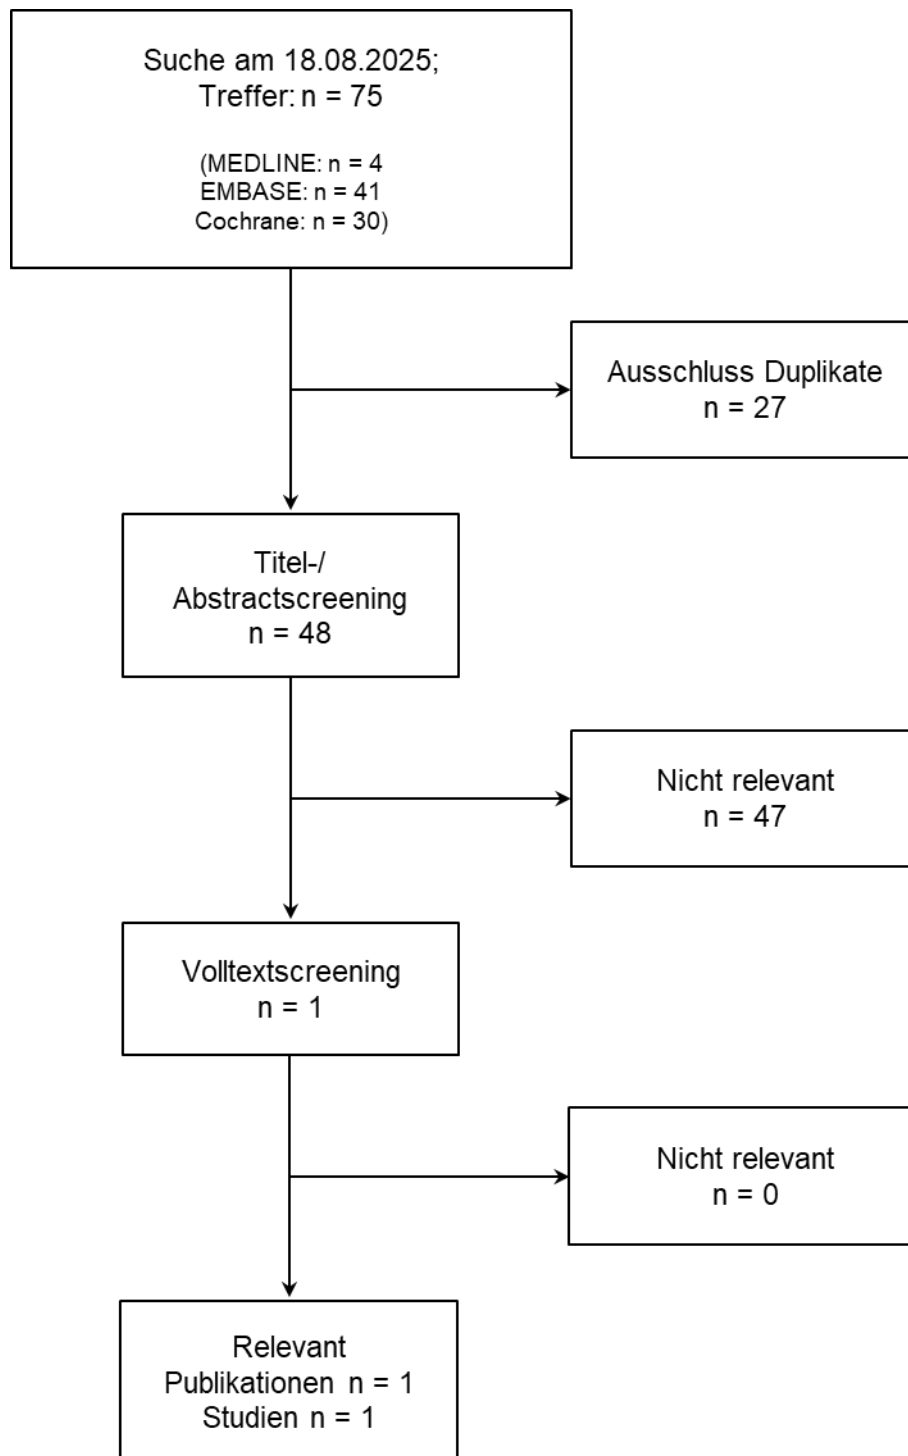 Suche am 18.08.2025;
Treffer: n = 75
(MEDLINE: n = 4
EMBASE: n = 41
Cochrane: n = 30)
Ausschluss Duplikate
n = 27
Titel-/
Abstractscreening
n = 48
Nicht relevant
n = 47
Volltextscreening
n = 1
Nicht relevant
n = 0
Relevant
Publikationen n = 1
Studien n = 1